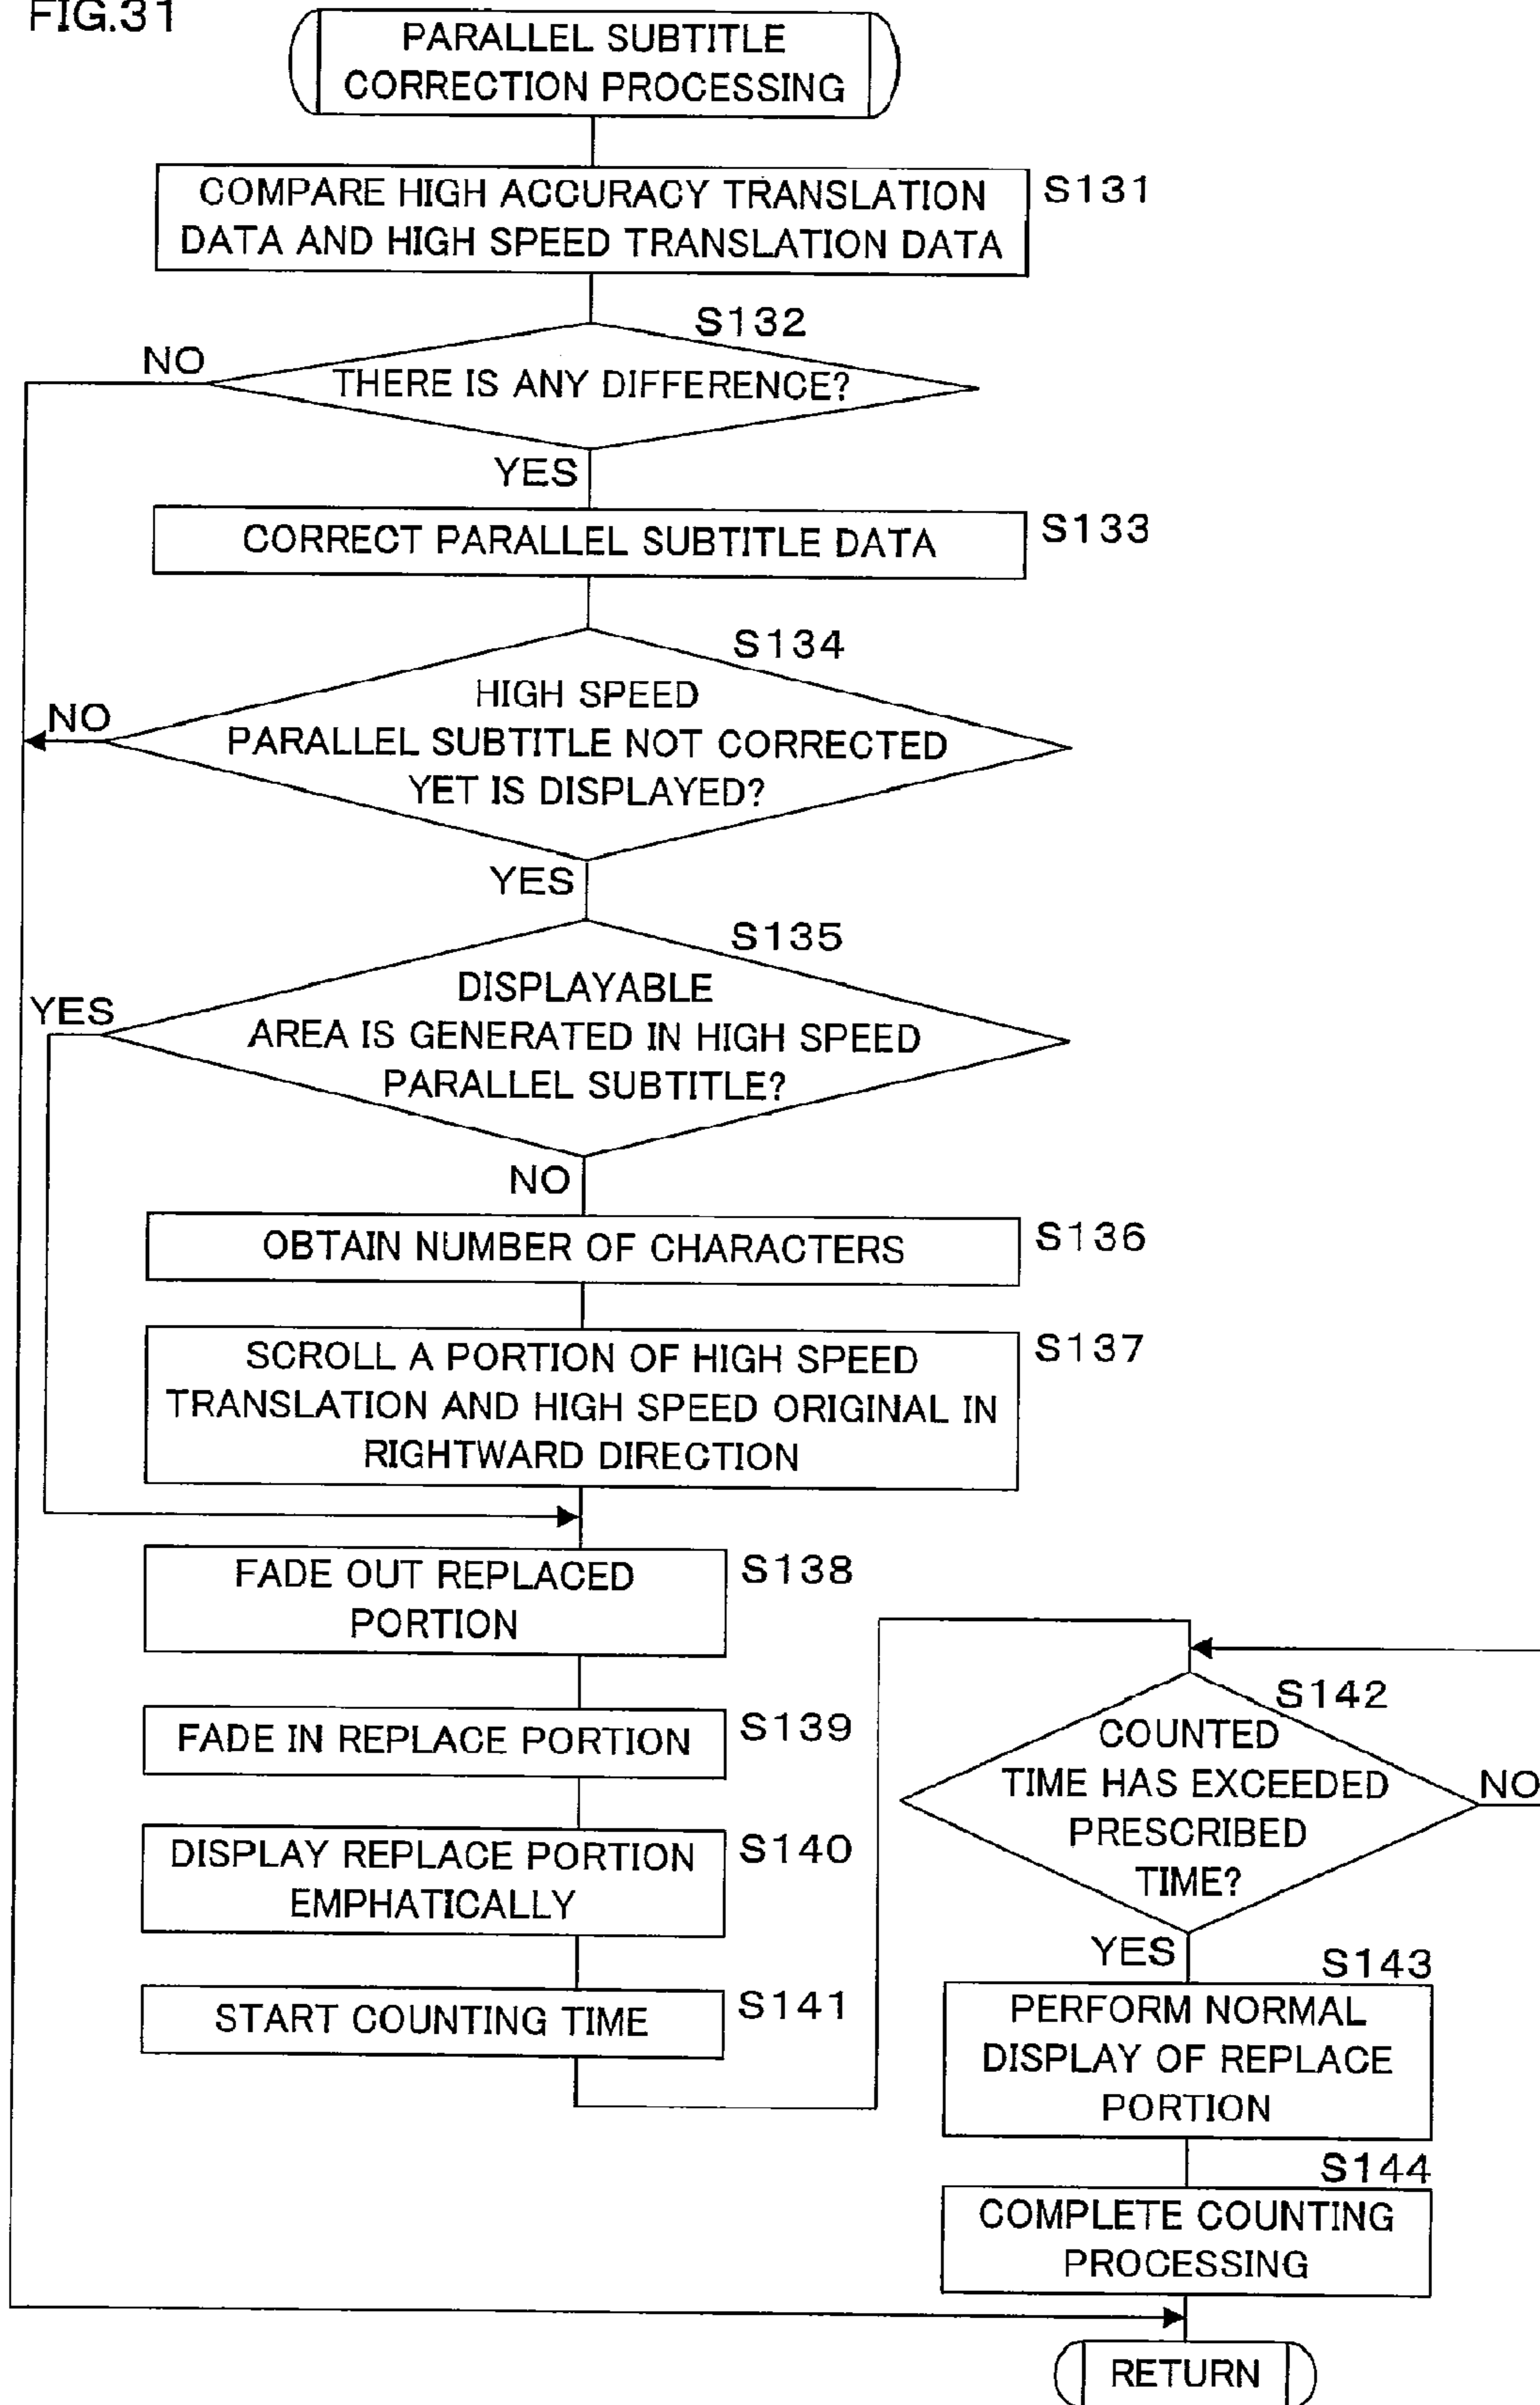 FIG.31
PARALLEL SUBTITLE
CORRECTION PROCESSING
COMPARE HIGH ACCURACY TRANSLATION
DATA AND HIGH SPEED TRANSLATION DATA
S131
S132
NO
THERE IS ANY DIFFERENCE?
YES
CORRECT PARALLEL SUBTITLE DATA
S133
S134
NO
HIGH SPEED
PARALLEL SUBTITLE NOT CORRECTED
YET IS DISPLAYED?
YES
S135
YES
DISPLAYABLE
AREA IS GENERATED IN HIGH SPEED
PARALLEL SUBTITLE?
NO
OBTAIN NUMBER OF CHARACTERS
S136
SCROLL A PORTION OF HIGH SPEED
TRANSLATION AND HIGH SPEED ORIGINAL IN
RIGHTWARD DIRECTION
S137
FADE OUT REPLACED
PORTION
S138
FADE IN REPLACE PORTION
S139
DISPLAY REPLACE PORTION
EMPHATICALLY
S140
START COUNTING TIME
S141
S142
COUNTED
TIME HAS EXCEEDED
PRESCRIBED
TIME?
NO
YES
S143
PERFORM NORMAL
DISPLAY OF REPLACE
PORTION
S144
COMPLETE COUNTING
PROCESSING
RETURN